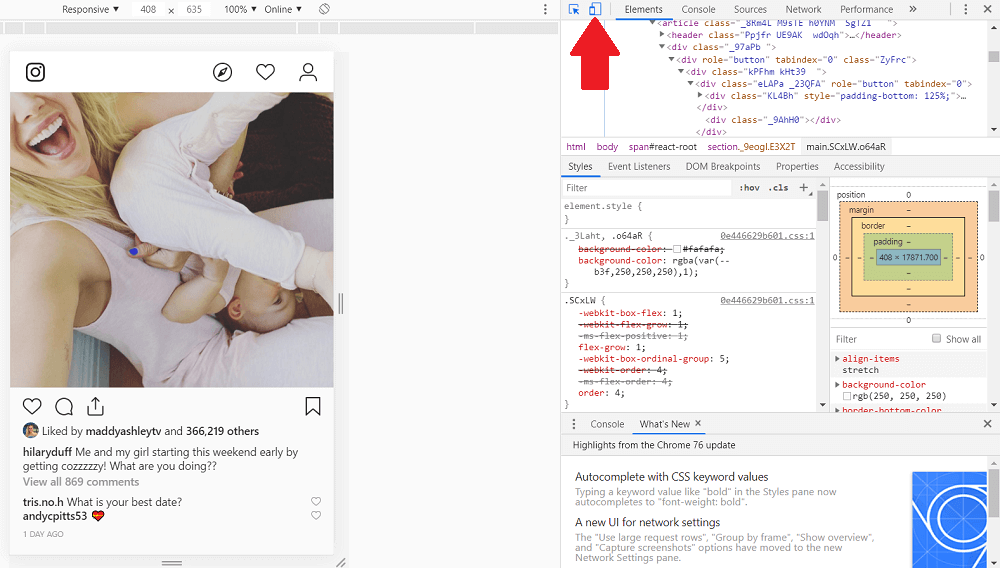 Responsive ▼ 408 × 635 100% ▼ Online ▼
Elements Console Sources Network Performance »
<article class="_8Rm4L M9sTE h0YNM SgTZ1 ">
<header class="Ppjfr UE9AK wdOqh">…</header>
<div class="_97aPb ">
<div role="button" tabindex="0" class="ZyFrc">
<div class="kPFhm kHt39 ">
<div class="eLAPa _23QFA" role="button" tabindex="0">
<div class="KL4Bh" style="padding-bottom: 125%;">…
</div>
<div class="_9AhH0"></div>
</div>
html body span#react-root section._9eogI.E3X2T main.SCxLW.o64aR
Styles Event Listeners DOM Breakpoints Properties Accessibility
Filter :hov .cls +
element.style {
}
._3Laht, .o64aR { 0e446629b601.css:1
background-color: #fafafa;
background-color: rgba(var(--
b3f,250,250,250),1);
}
.SCxLW { 0e446629b601.css:1
-webkit-box-flex: 1;
-webkit-flex-grow: 1;
-ms-flex-positive: 1;
flex-grow: 1;
-webkit-box-ordinal-group: 5;
-webkit-order: 4;
-ms-flex-order: 4;
order: 4;
}
position 0
margin –
border –
padding –
0 – – – 408 × 17871.700 – – – 0
–
–
–
0
Filter Show all
align-items
stretch
background-color
rgb(250, 250, 250)
border-bottom-color
Console What's New ×
Highlights from the Chrome 76 update
Autocomplete with CSS keyword values
Typing a keyword value like "bold" in the Styles pane now
autocompletes to "font-weight: bold".
A new UI for network settings
The "Use large request rows", "Group by frame", "Show overview",
and "Capture screenshots" options have moved to the new
Network Settings pane.
Liked by maddyashleytv and 366,219 others
hilaryduff Me and my girl starting this weekend early by
getting cozzzzzy! What are you doing??
View all 869 comments
tris.no.h What is your best date?
andycpitts53 ❤️
1 DAY AGO